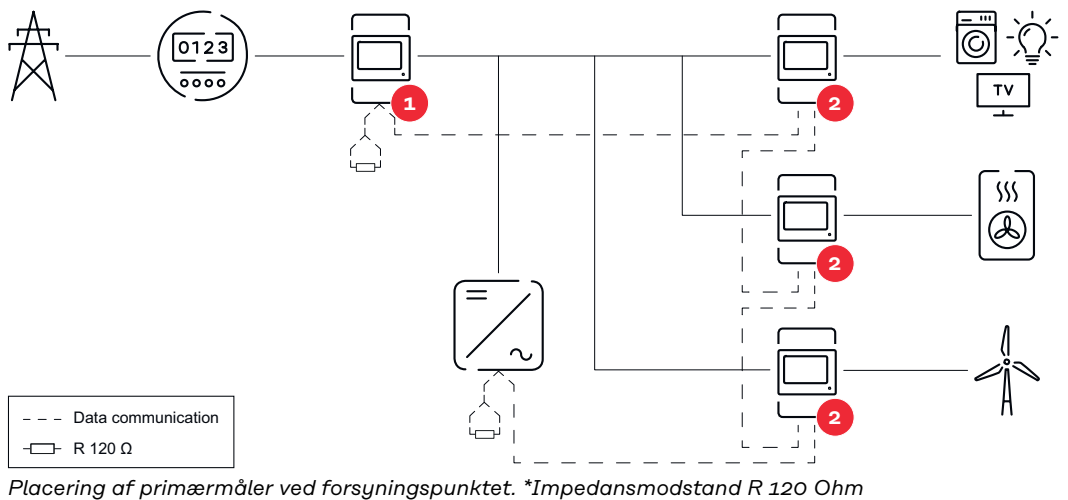 0123
TV
1
2
2
2
Data communication
R 120 Ω
Placering af primærmåler ved forsyningspunktet. *Impedansmodstand R 120 Ohm